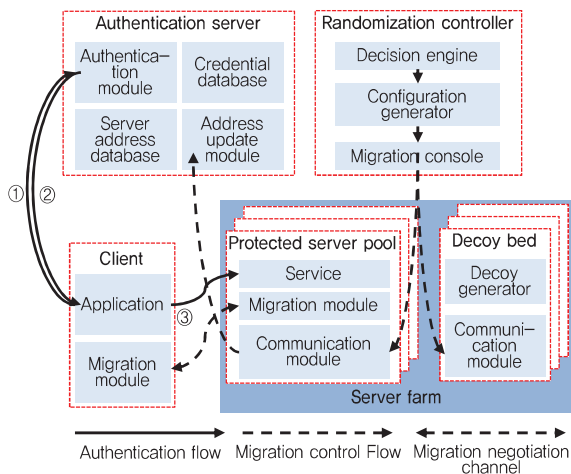 Authentication server
Authentica-
tion
module
Credential
database
Server
address
database
Address
update
module
Randomization controller
Decision engine
Configuration
generator
Migration console
①
②
Client
Application
③
Migration
module
Protected server pool
Service
Migration module
Communication
module
Decoy bed
Decoy
generator
Communi-
cation
module
Server farm
Authentication flow
Migration control Flow
Migration negotiation
channel